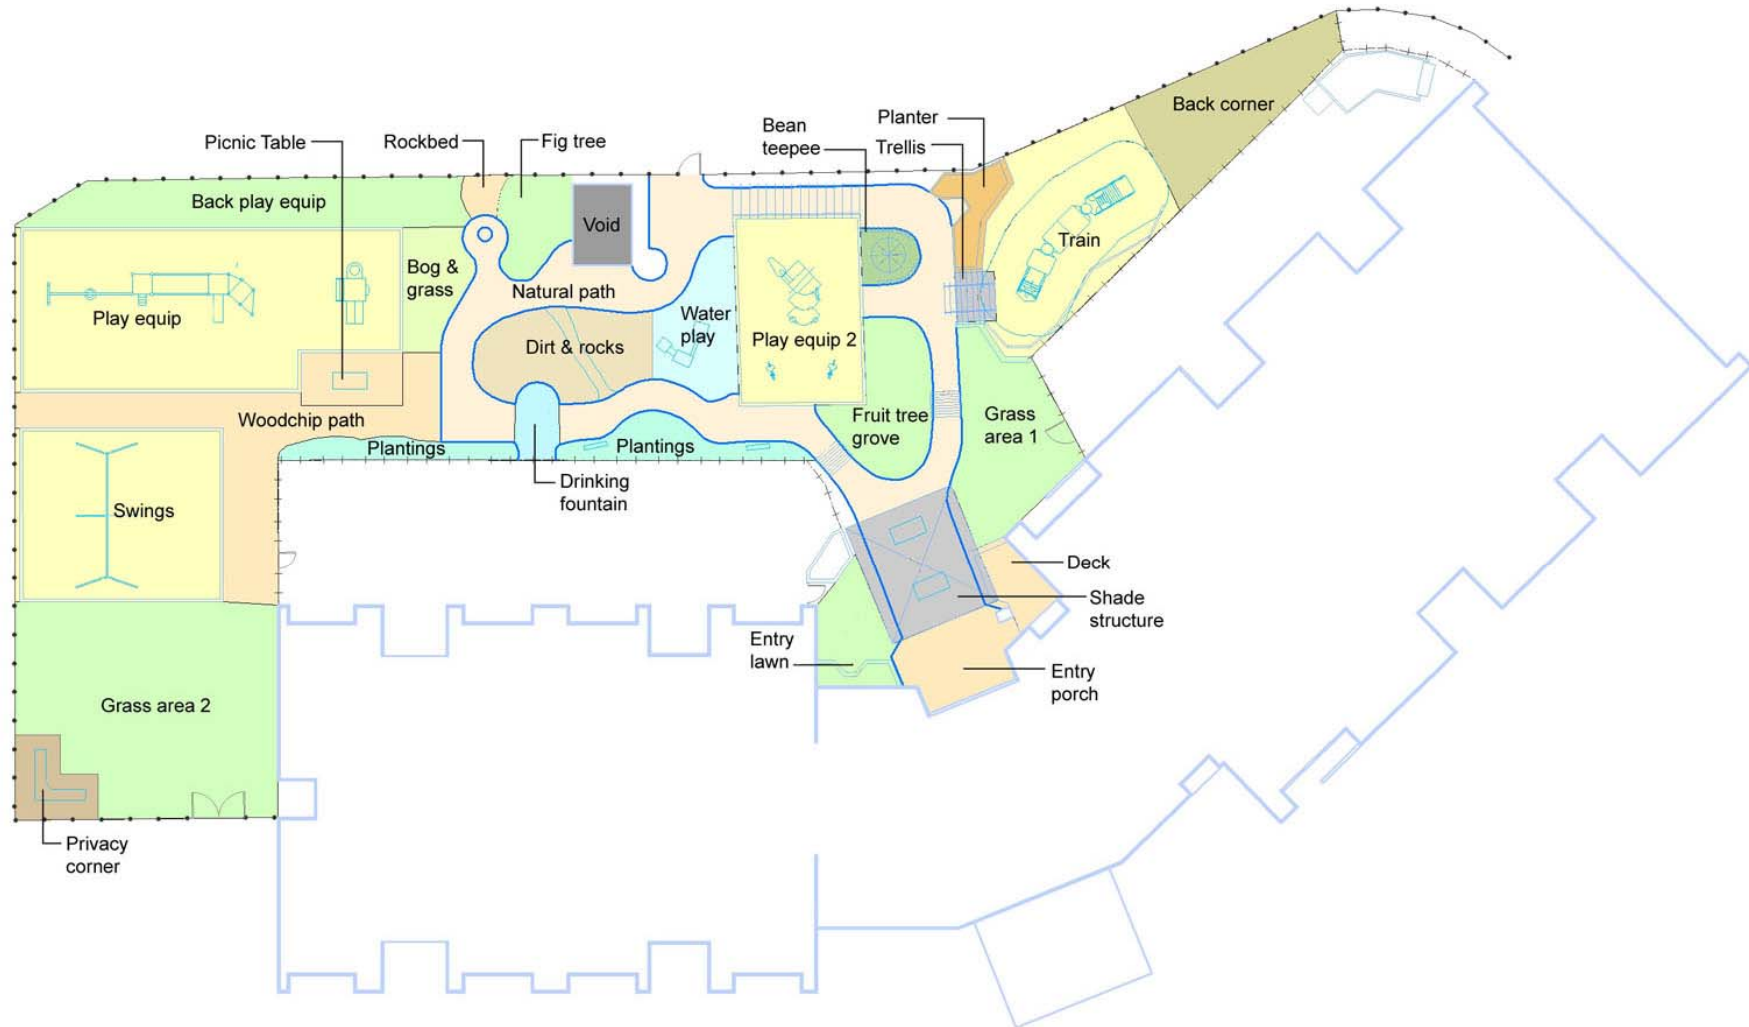 Back corner
Planter
Bean
teepee
Trellis
Picnic Table
Rockbed
Fig tree
Back play equip
Void
Train
Bog &
grass
Natural path
Play equip
Water
play
Play equip 2
Dirt & rocks
Woodchip path
Fruit tree
grove
Grass
area 1
Plantings
Plantings
Drinking
fountain
Swings
Deck
Shade
structure
Entry
lawn
Entry
porch
Grass area 2
Privacy
corner